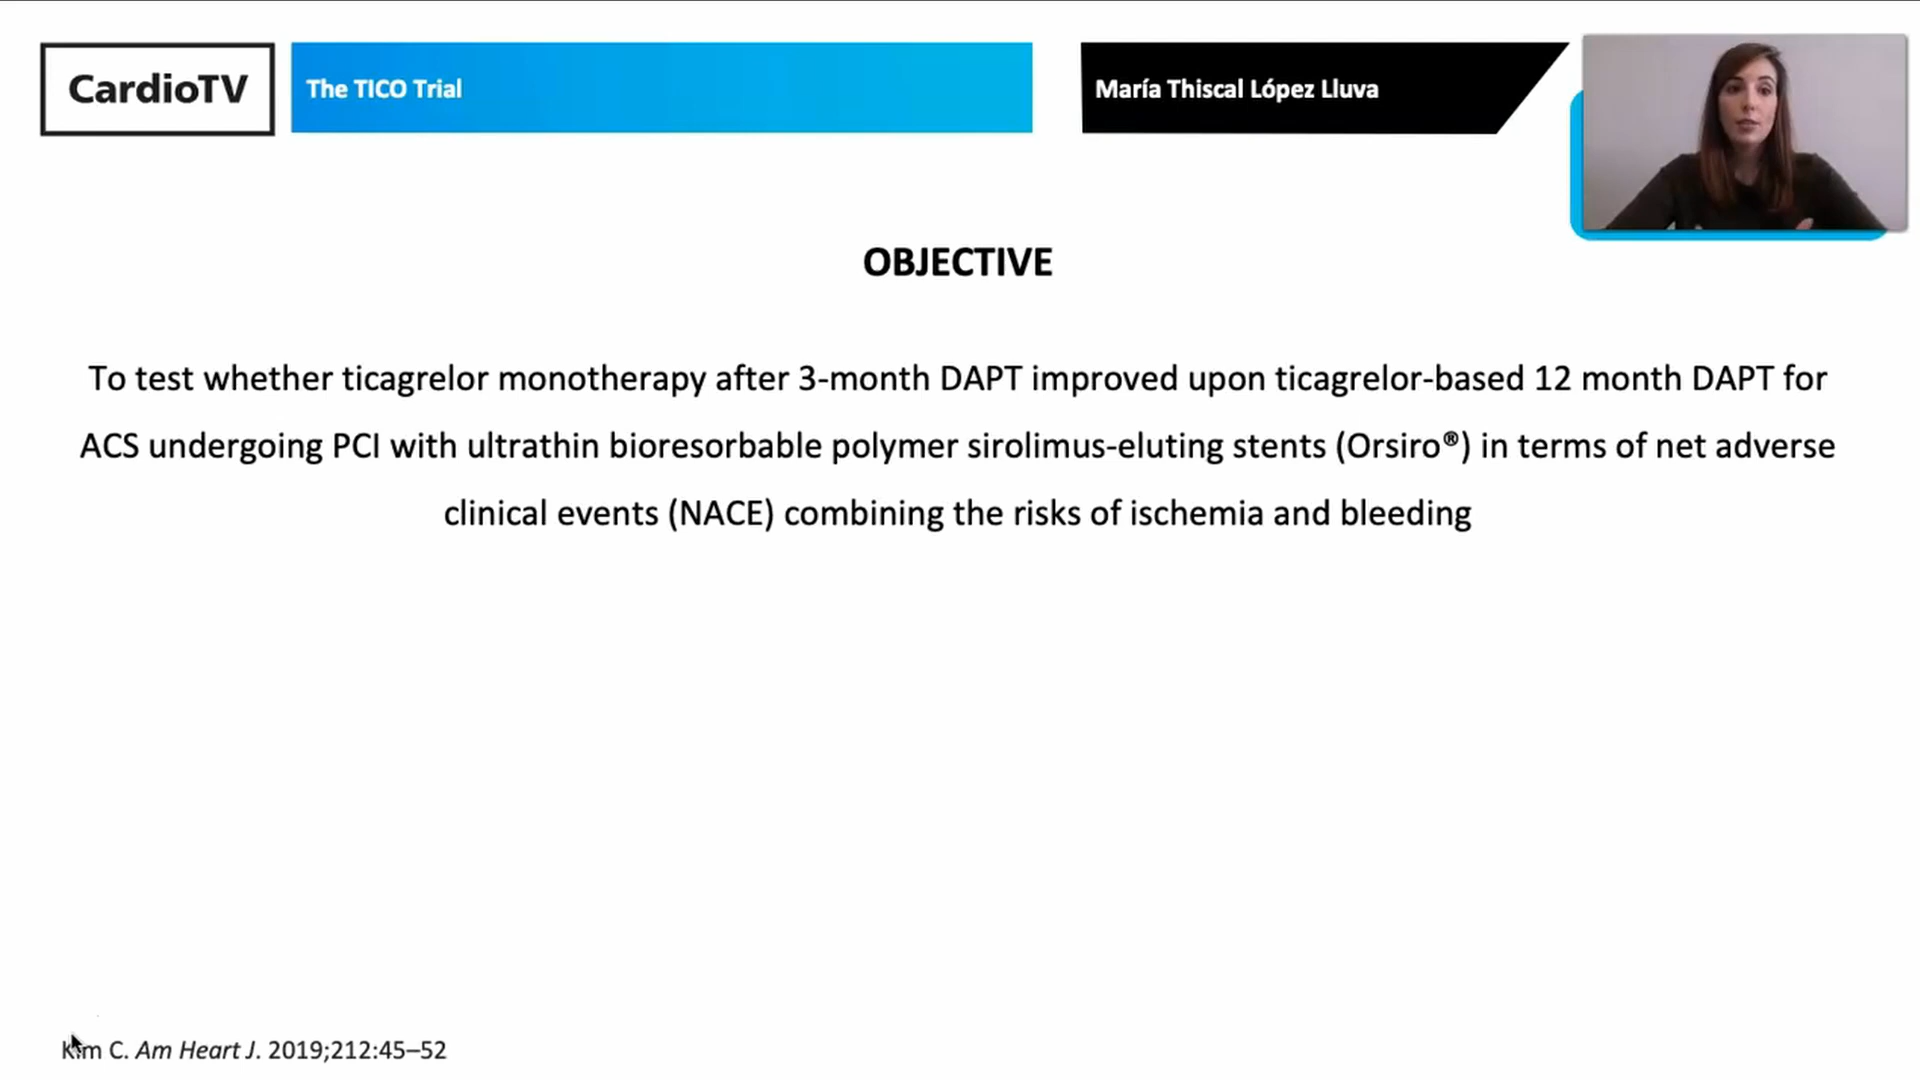 CardioTV
The TICO Trial
María Thiscal López Lluva
OBJECTIVE
To test whether ticagrelor monotherapy after 3-month DAPT improved upon ticagrelor-based 12 month DAPT for
ACS undergoing PCI with ultrathin bioresorbable polymer sirolimus-eluting stents (Orsiro®) in terms of net adverse
clinical events (NACE) combining the risks of ischemia and bleeding
Kim C. Am Heart J. 2019;212:45–52